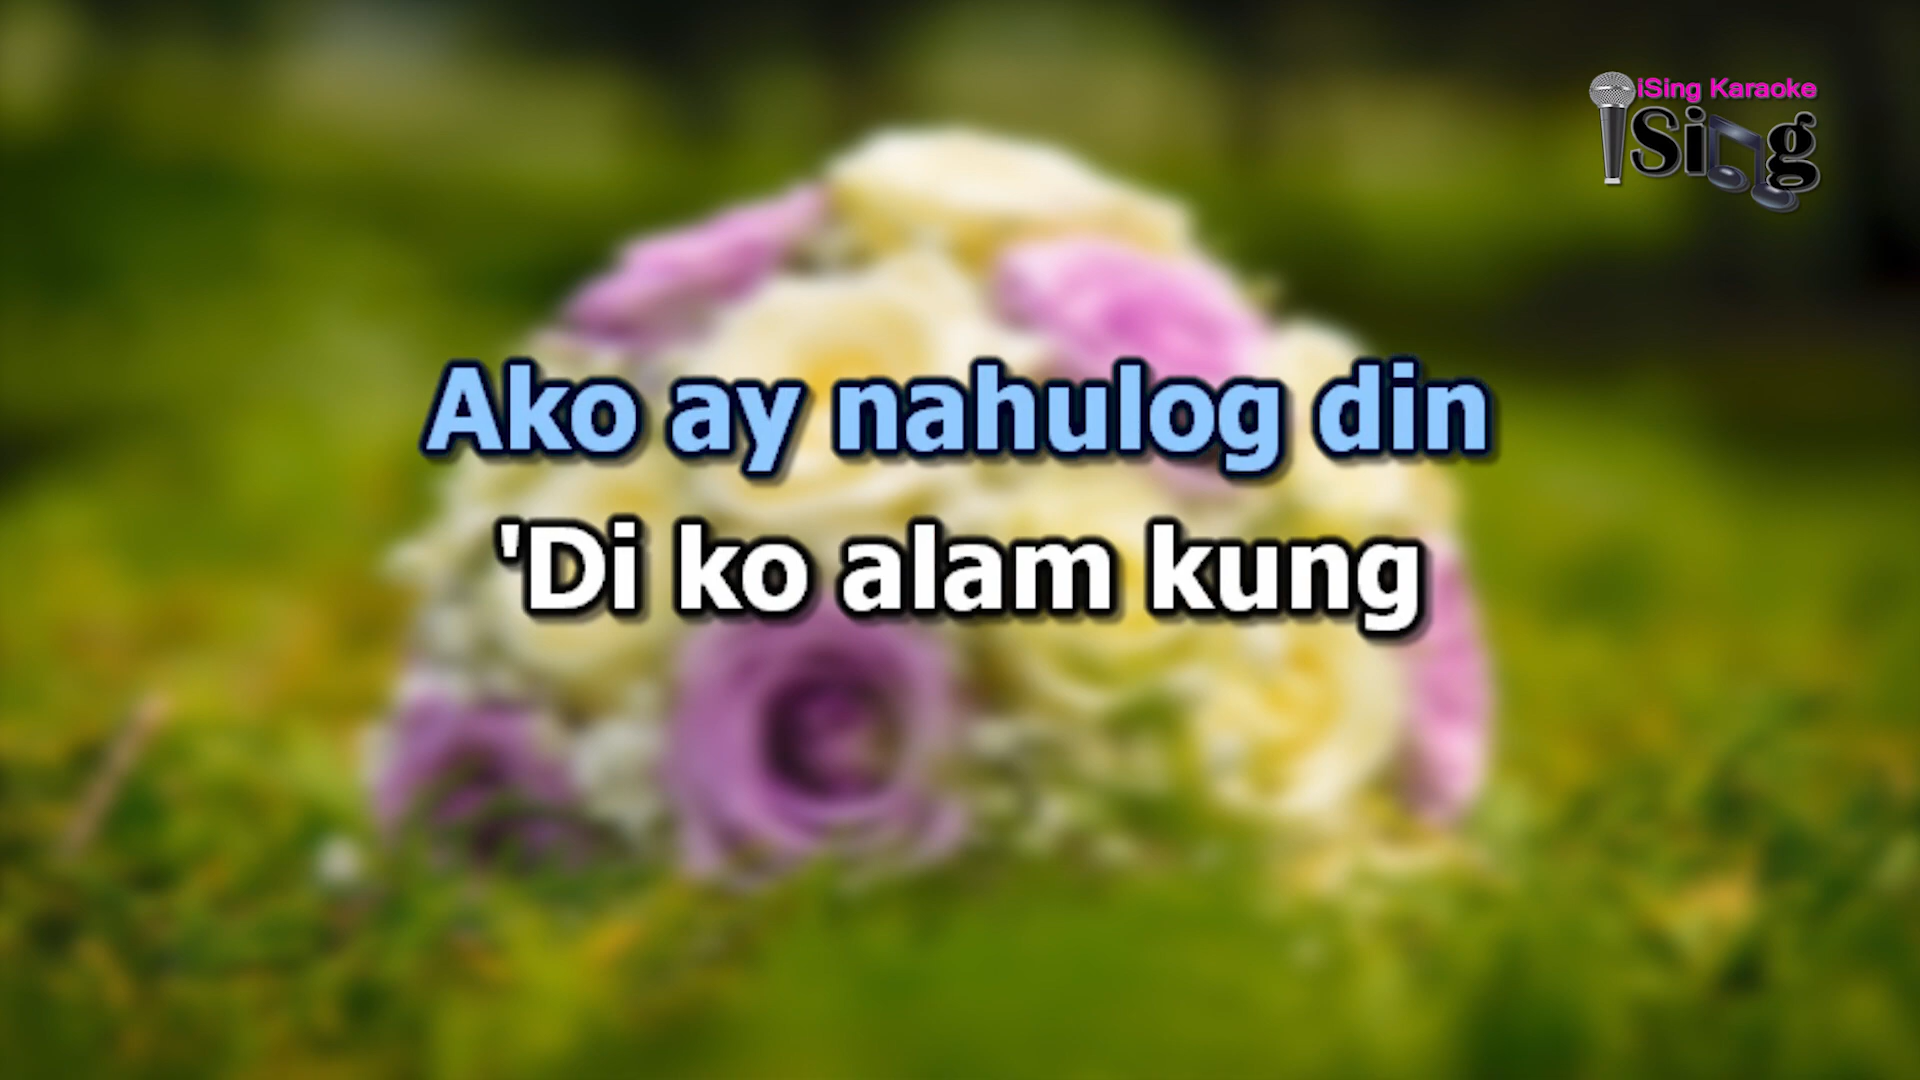 iSing Karaoke
iSing
Ako ay nahulog din
'Di ko alam kung